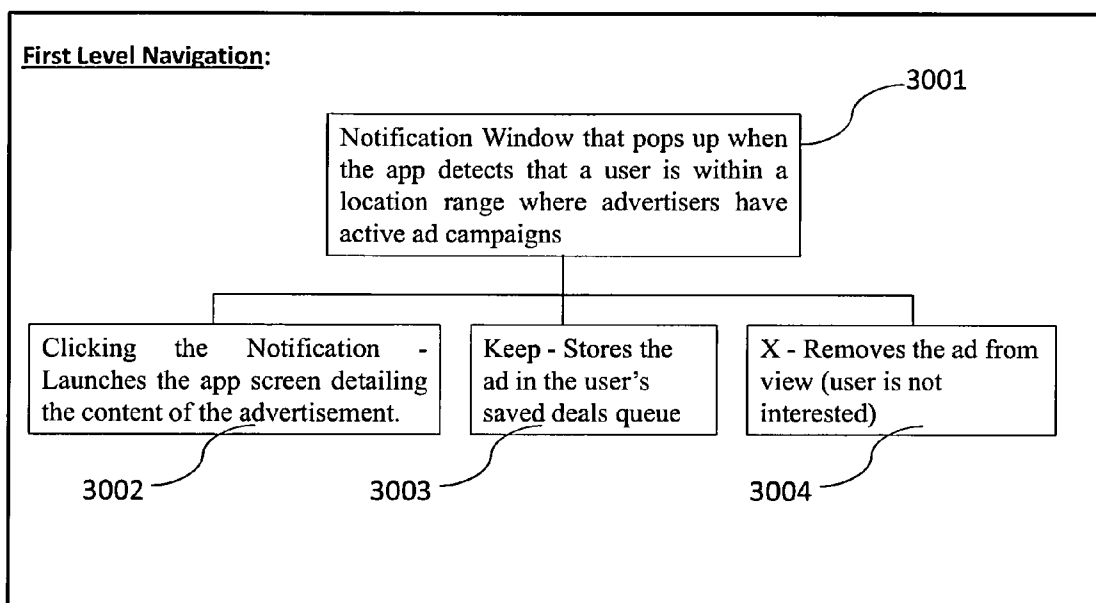 First Level Navigation:
3001
Notification Window that pops up when
the app detects that a user is within a
location range where advertisers have
active ad campaigns
Clicking the Notification -
Launches the app screen detailing
the content of the advertisement.
Keep - Stores the
ad in the user's
saved deals queue
X - Removes the ad from
view (user is not
interested)
3002
3003
3004